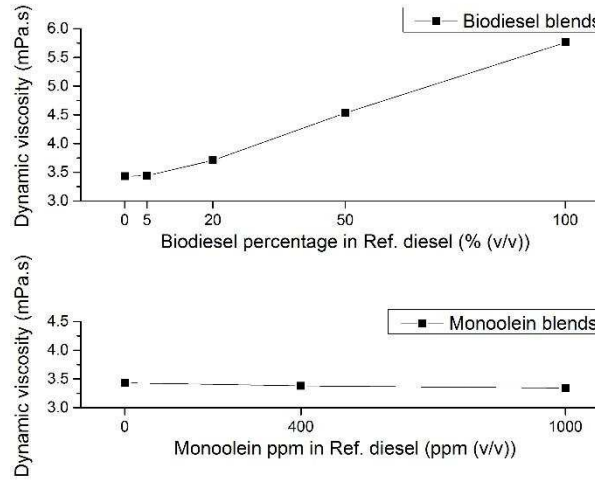 Biodiesel blends
Dynamic viscosity (mPa.s)
6.0
5.5
5.0
4.5
4.0
3.5
3.0
0 5 20 50 100
Biodiesel percentage in Ref. diesel (% (v/v))
Monoolein blends
Dynamic viscosity (mPa.s)
4.5
4.0
3.5
3.0
0 400 1000
Monoolein ppm in Ref. diesel (ppm (v/v))